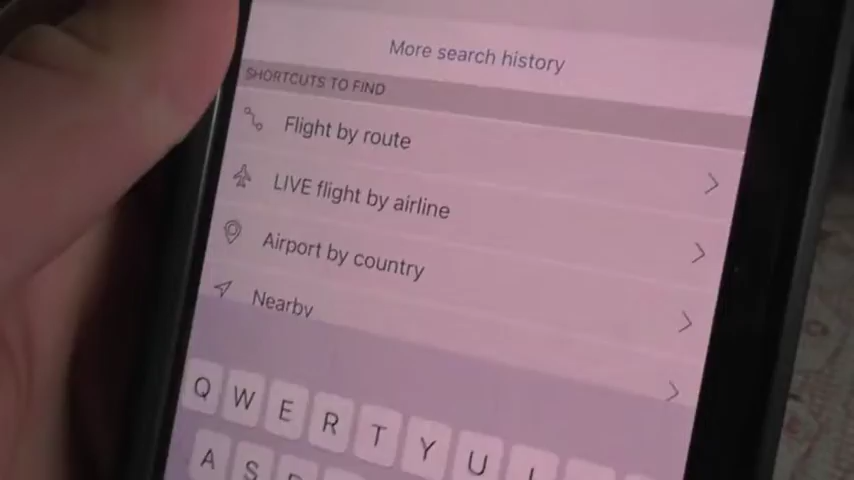 More search history
SHORTCUTS TO FIND
Flight by route
LIVE flight by airline
Airport by country
Nearby
Q W E R T Y U
A S